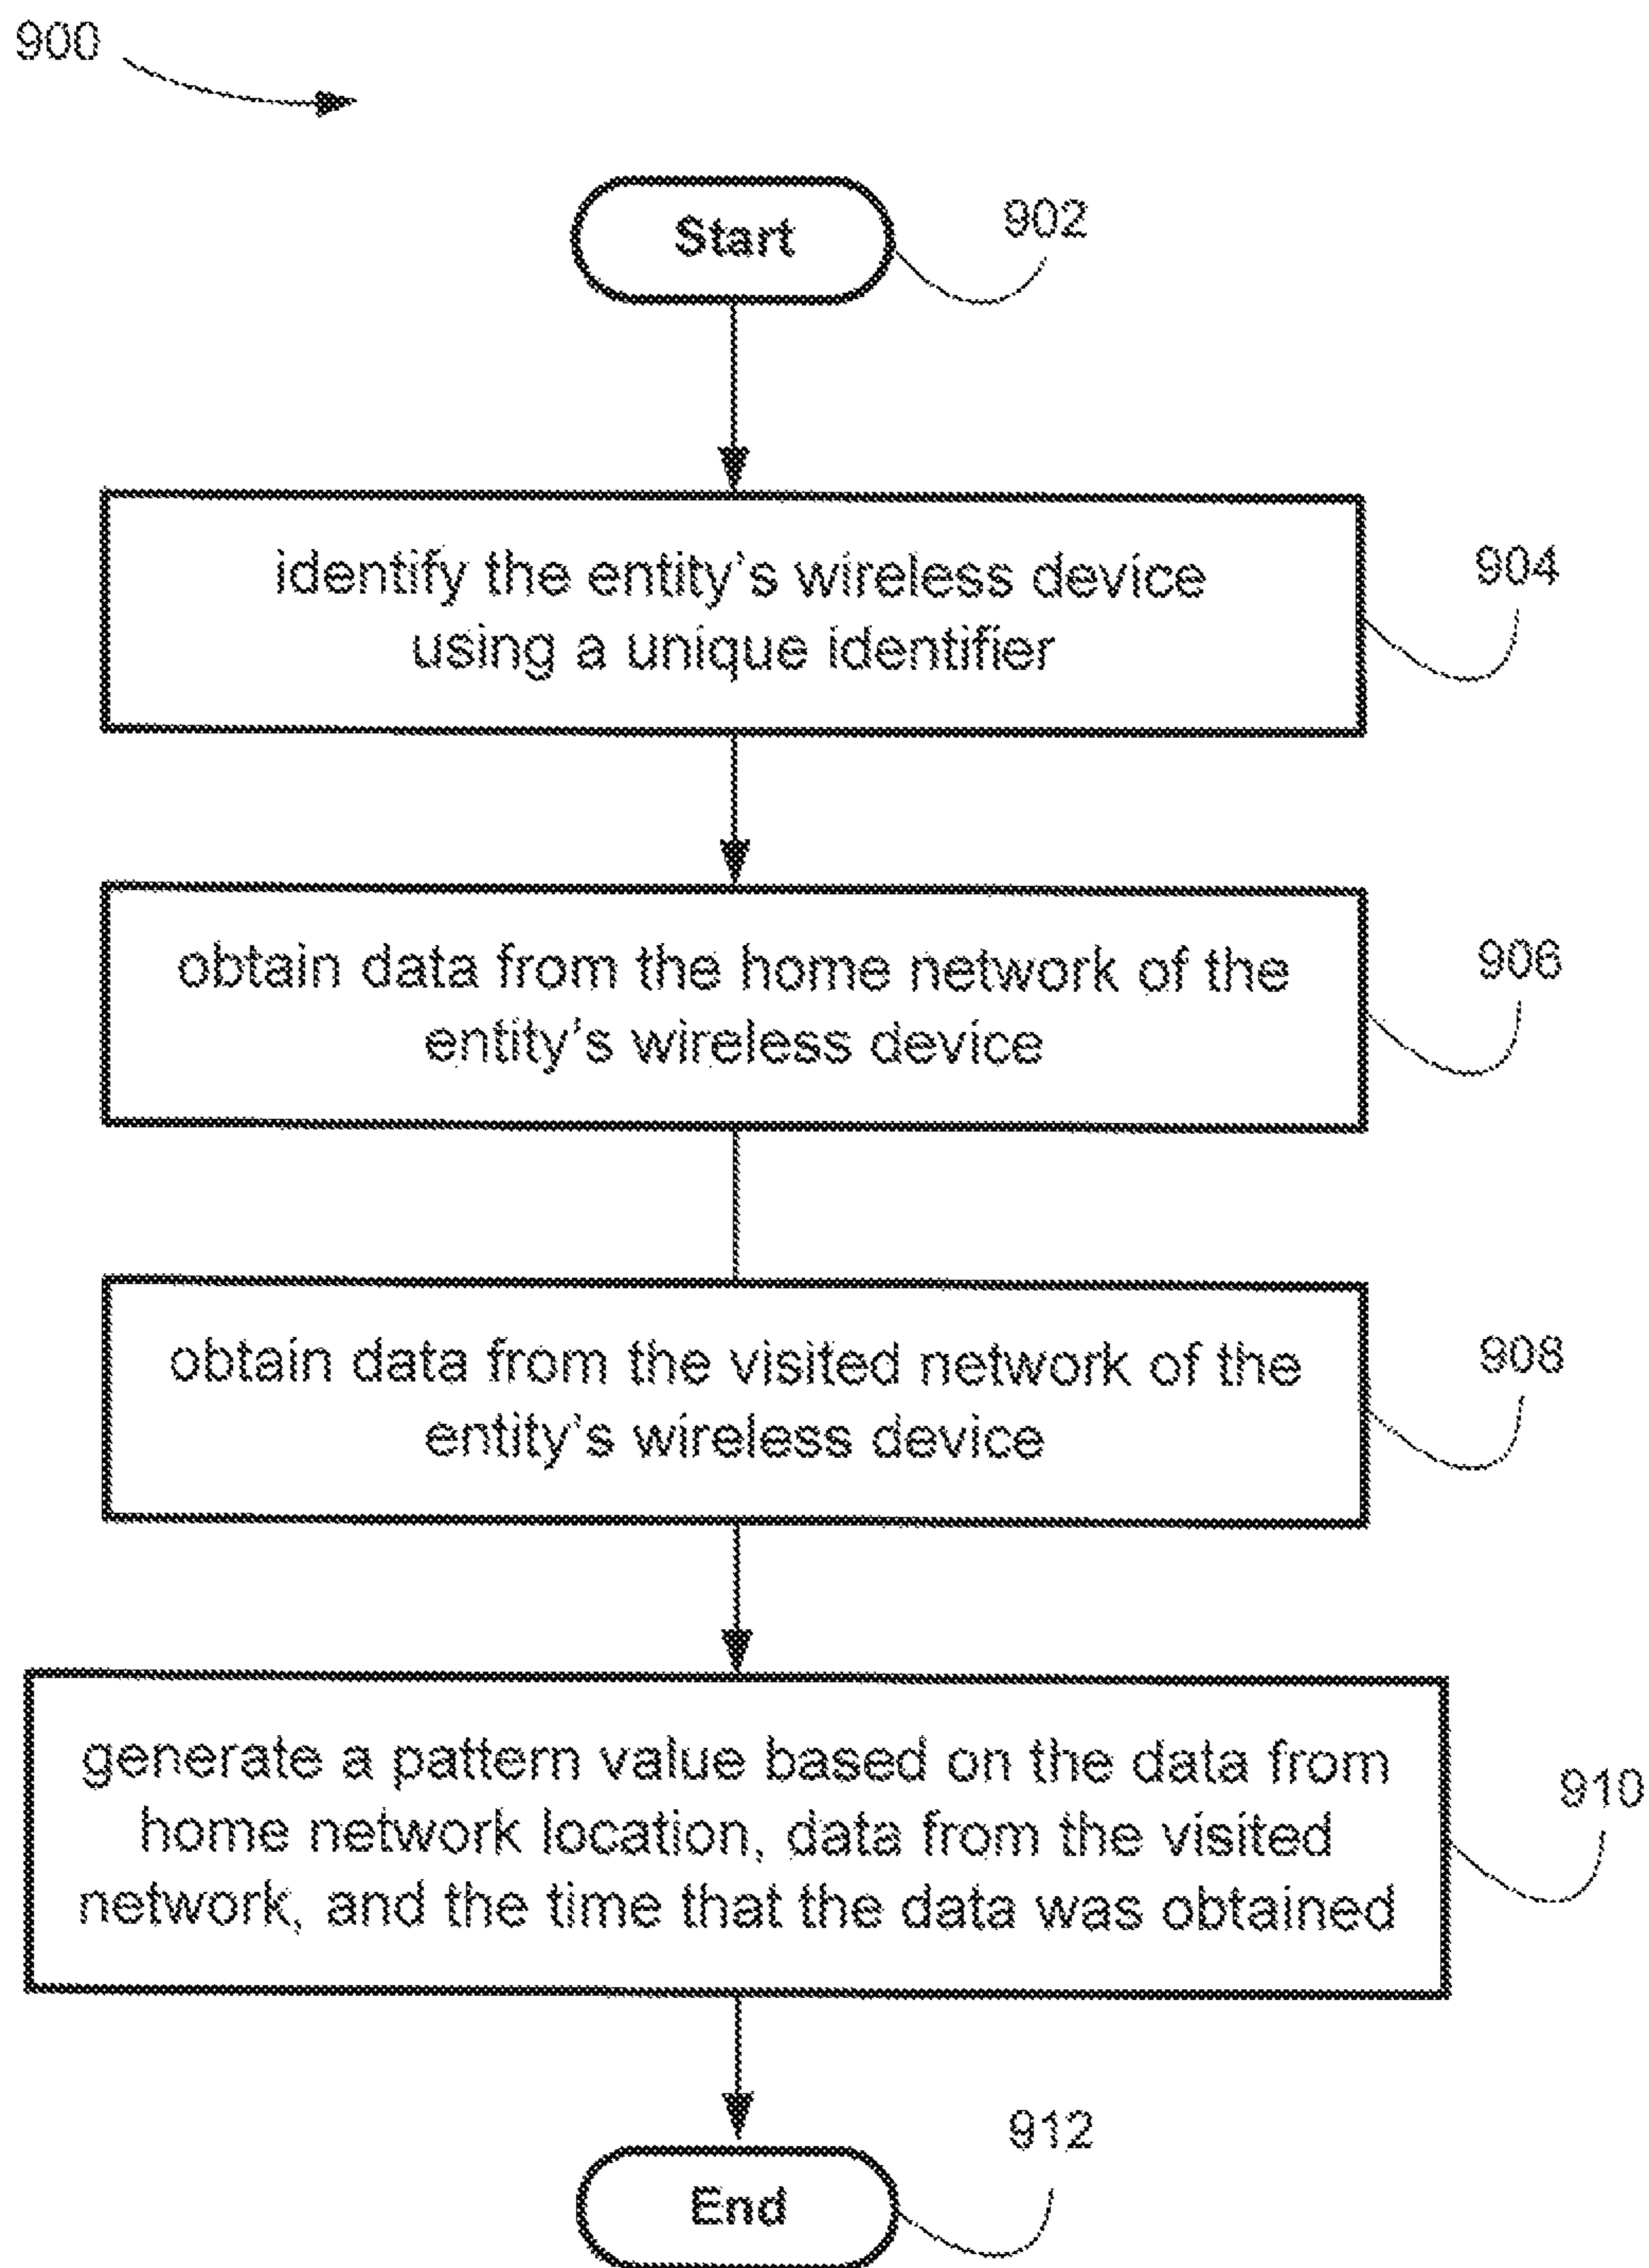 900
Start
902
identify the entity's wireless device
using a unique identifier
904
obtain data from the home network of the
entity's wireless device
906
obtain data from the visited network of the
entity's wireless device
908
generate a pattern value based on the data from
home network location, data from the visited
network, and the time that the data was obtained
910
End
912